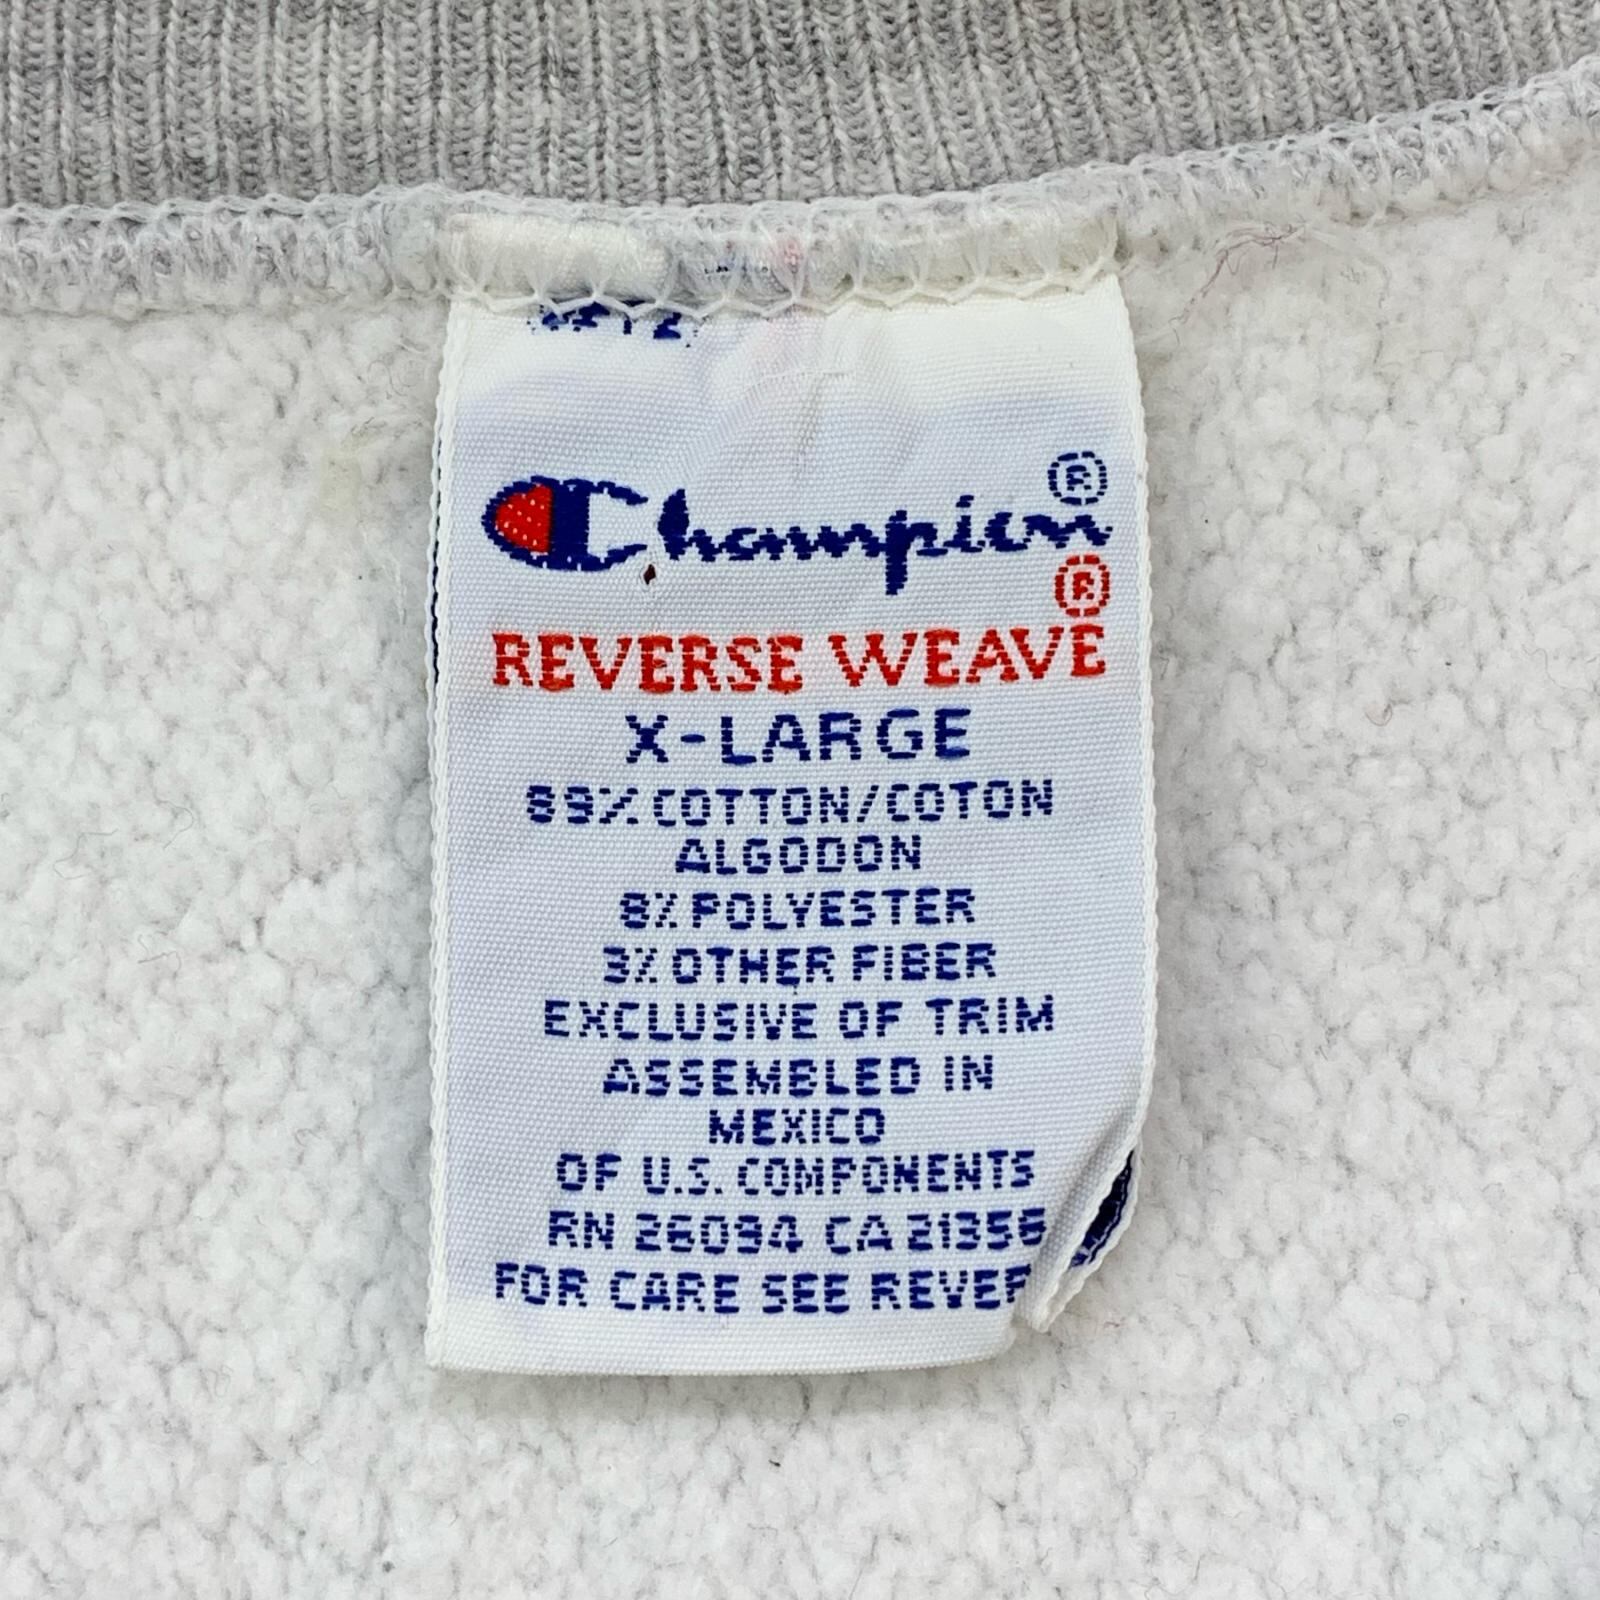 Champion®
®
REVERSE WEAVE
X-LARGE
89% COTTON/COTON
ALGODON
8% POLYESTER
3% OTHER FIBER
EXCLUSIVE OF TRIM
ASSEMBLED IN
MEXICO
OF U.S. COMPONENTS
RN 26094 CA 21356
FOR CARE SEE REVER